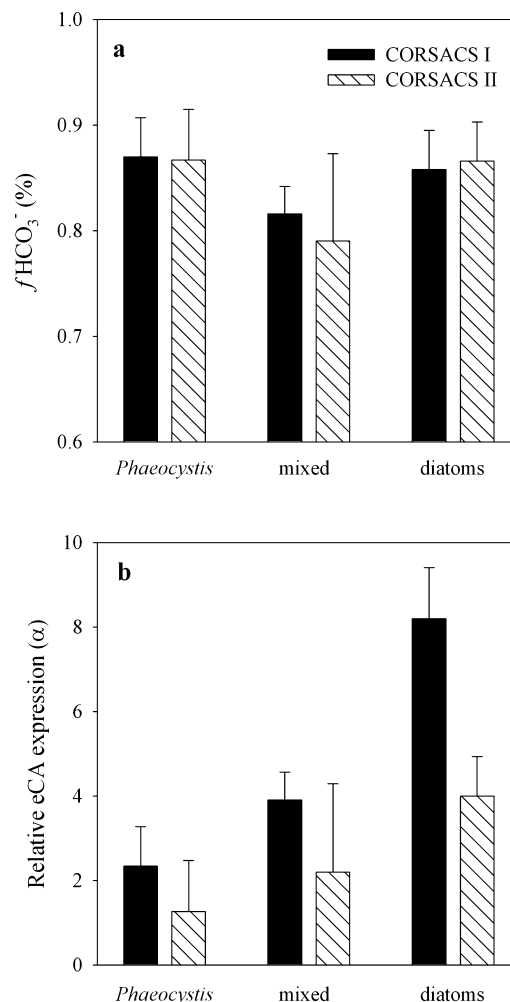 1.0
a
CORSACS I
CORSACS II
0.9
0.8
0.7
0.6
fHCO₃⁻ (%)
Phaeocystis mixed diatoms
10
b
8
6
4
2
0
Relative eCA expression (α)
Phaeocystis mixed diatoms